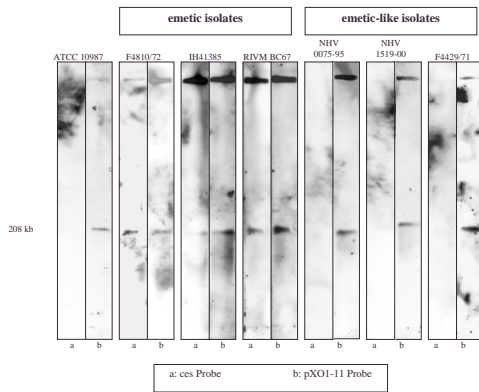 emetic isolates emetic-like isolates
ATCC 10987 F4810/72 IH41385 RIVM BC67 NHV 0075-95 NHV 1519-00 F4429/71
208 kb
a b a b a b a b a b a b a b
a: ces Probe b: pXO1-11 Probe